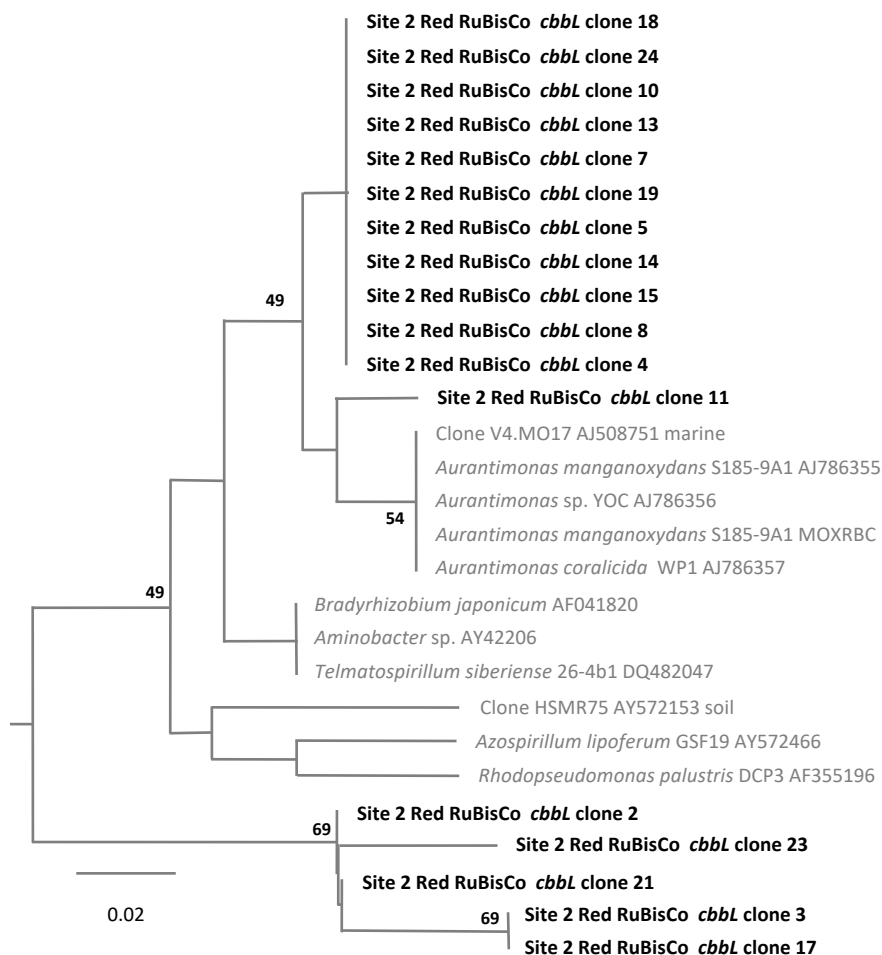 Site 2 Red RuBisCo cbbL clone 18
Site 2 Red RuBisCo cbbL clone 24
Site 2 Red RuBisCo cbbL clone 10
Site 2 Red RuBisCo cbbL clone 13
Site 2 Red RuBisCo cbbL clone 7
Site 2 Red RuBisCo cbbL clone 19
Site 2 Red RuBisCo cbbL clone 5
Site 2 Red RuBisCo cbbL clone 14
Site 2 Red RuBisCo cbbL clone 15
49
Site 2 Red RuBisCo cbbL clone 8
Site 2 Red RuBisCo cbbL clone 4
Site 2 Red RuBisCo cbbL clone 11
Clone V4.MO17 AJ508751 marine
Aurantimonas manganoxydans S185-9A1 AJ786355
Aurantimonas sp. YOC AJ786356
54
Aurantimonas manganoxydans S185-9A1 MOXRBC
Aurantimonas coralicida WP1 AJ786357
49
Bradyrhizobium japonicum AF041820
Aminobacter sp. AY42206
Telmatospirillum siberiense 26-4b1 DQ482047
Clone HSMR75 AY572153 soil
Azospirillum lipoferum GSF19 AY572466
Rhodopseudomonas palustris DCP3 AF355196
Site 2 Red RuBisCo cbbL clone 2
69
Site 2 Red RuBisCo cbbL clone 23
Site 2 Red RuBisCo cbbL clone 21
0.02
69
Site 2 Red RuBisCo cbbL clone 3
Site 2 Red RuBisCo cbbL clone 17